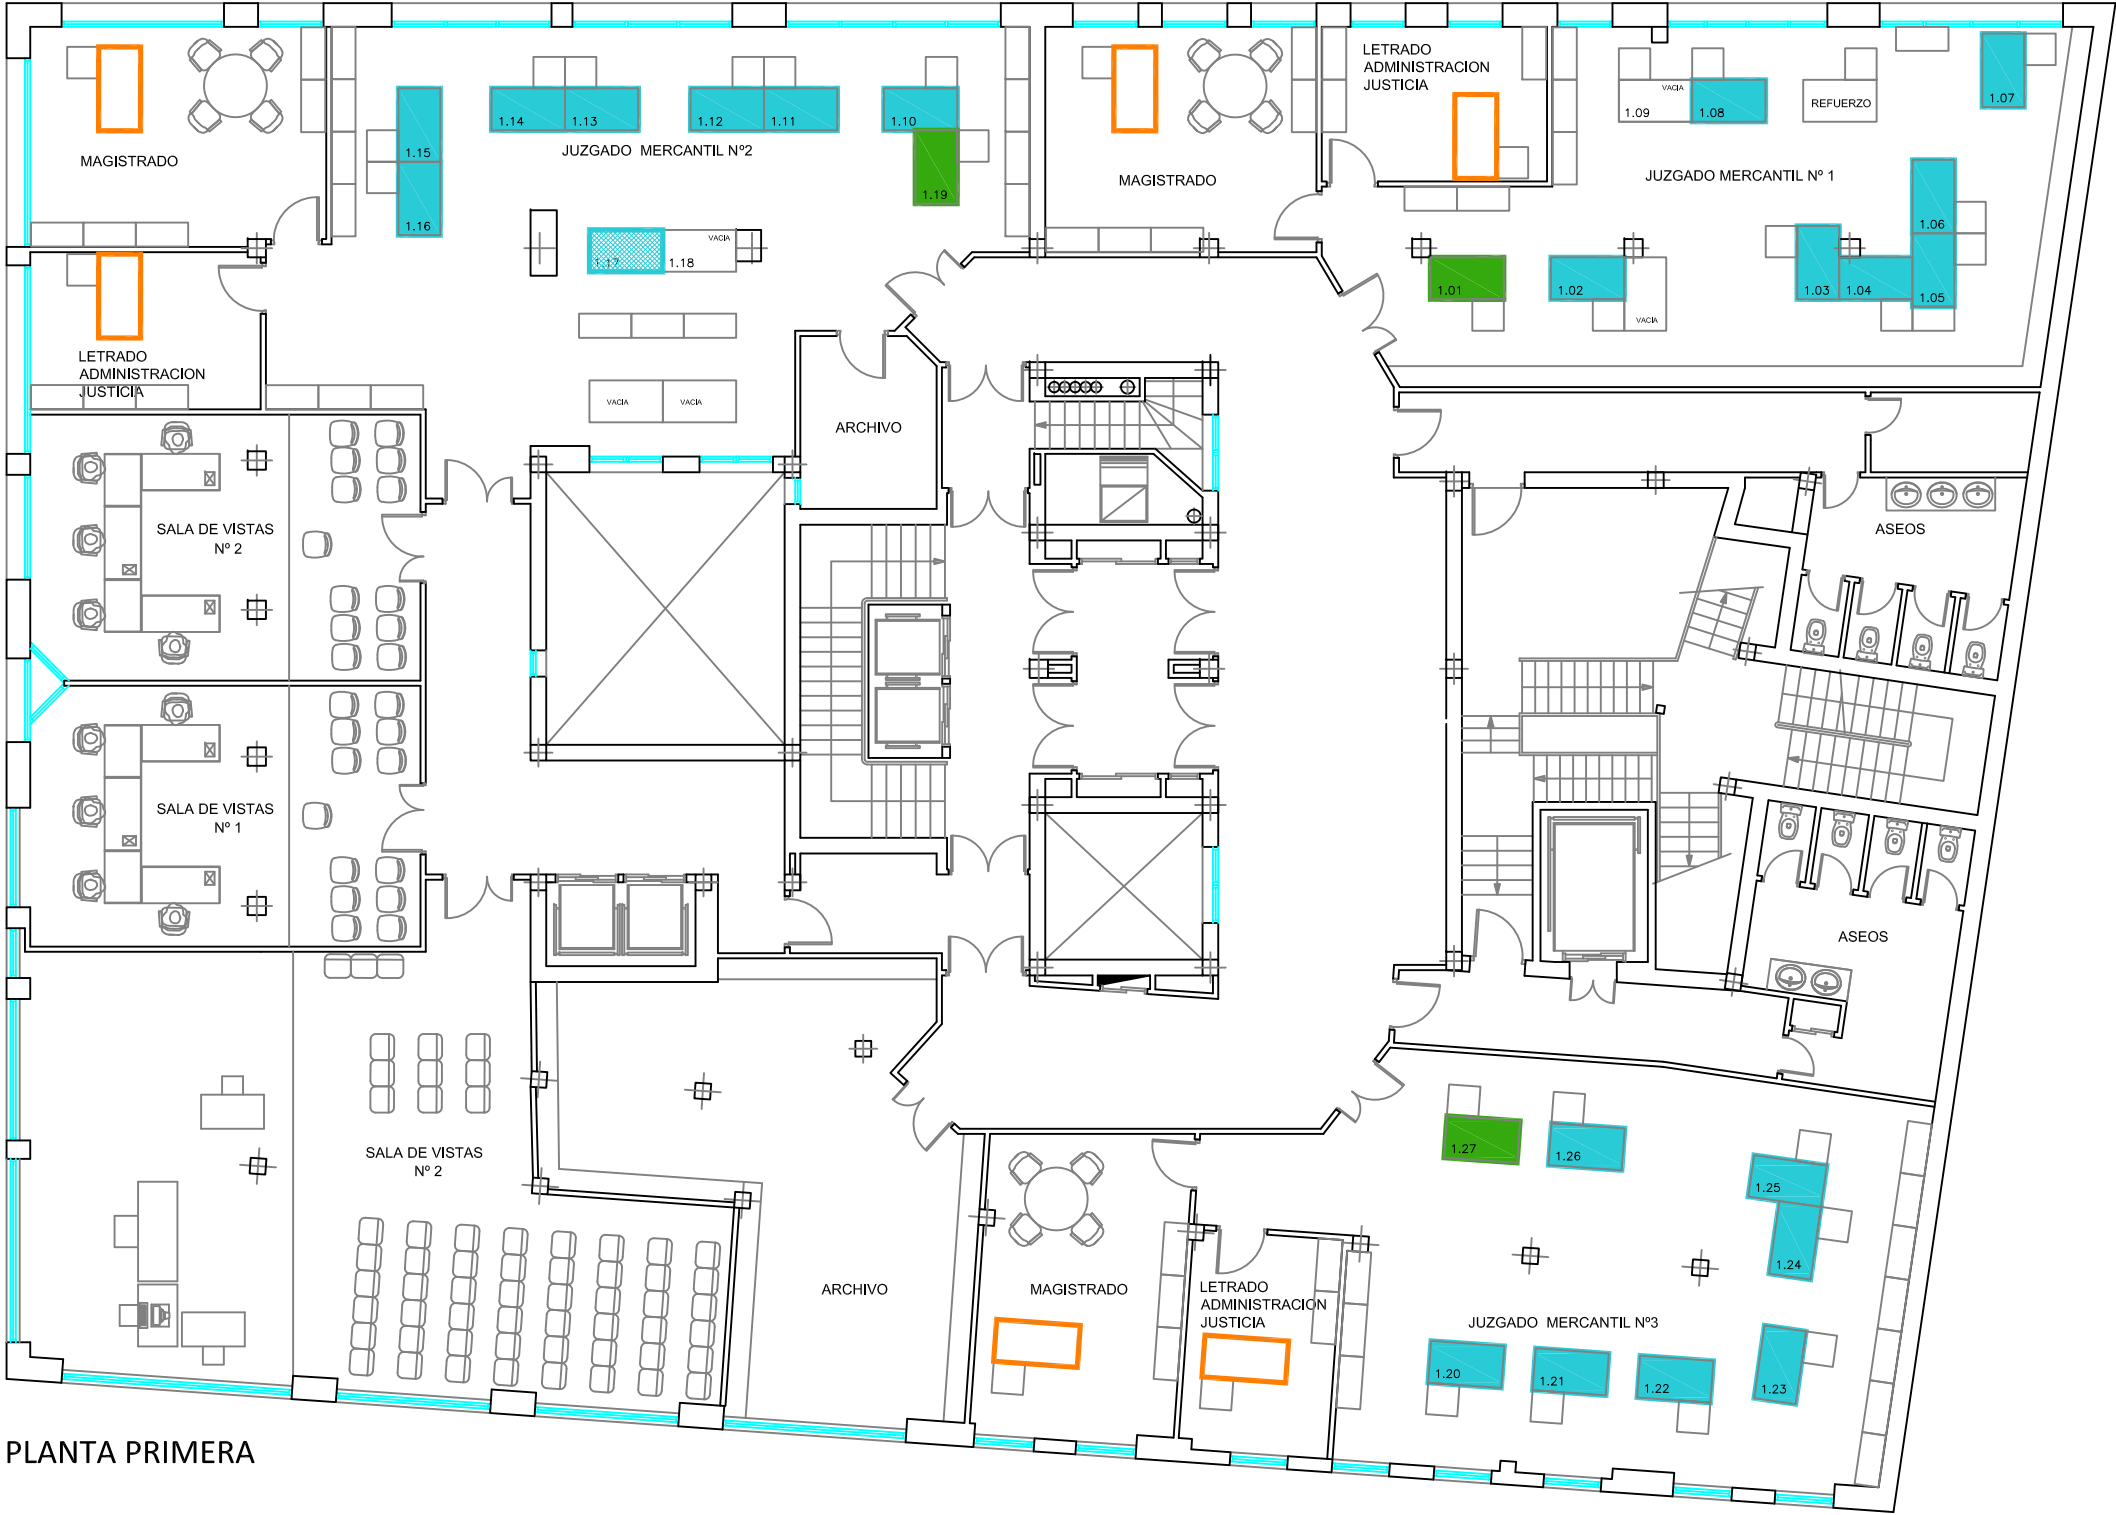 LETRADO
ADMINISTRACION
JUSTICIA
VACIA
1.09
1.08
REFUERZO
1.07
1.14
1.13
1.12
1.11
1.10
JUZGADO MERCANTIL Nº2
1.15
1.16
MAGISTRADO
1.19
MAGISTRADO
JUZGADO MERCANTIL Nº 1
1.06
1.17
1.18
VACIA
1.01
1.02
VACIA
1.03
1.04
1.05
LETRADO
ADMINISTRACION
JUSTICIA
VACIA
VACIA
ARCHIVO
SALA DE VISTAS
Nº 2
ASEOS
SALA DE VISTAS
Nº 1
ASEOS
SALA DE VISTAS
Nº 2
1.27
1.26
1.25
1.24
ARCHIVO
MAGISTRADO
LETRADO
ADMINISTRACION
JUSTICIA
JUZGADO MERCANTIL Nº3
1.20
1.21
1.22
1.23
PLANTA PRIMERA